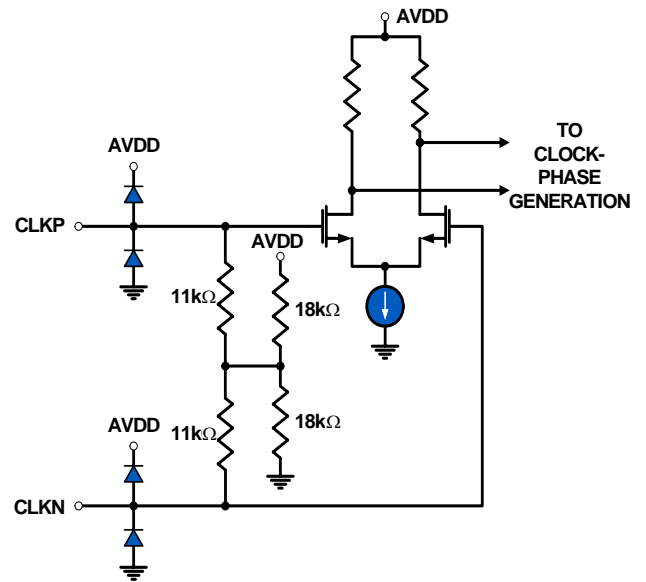 AVDD
TO
CLOCK-
PHASE
GENERATION
AVDD
CLKP
AVDD
11kΩ
18kΩ
AVDD
11kΩ
18kΩ
CLKN